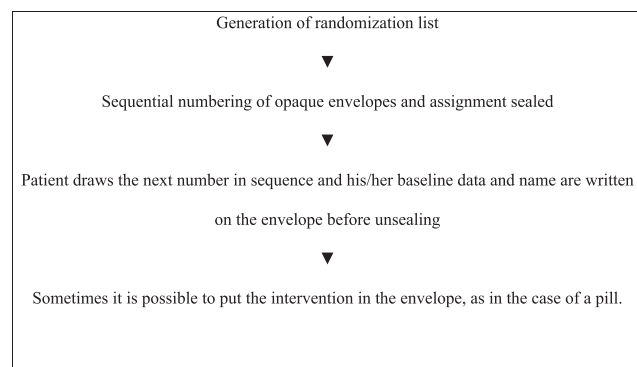 Generation of randomization list
▼
Sequential numbering of opaque envelopes and assignment sealed
▼
Patient draws the next number in sequence and his/her baseline data and name are written
on the envelope before unsealing
▼
Sometimes it is possible to put the intervention in the envelope, as in the case of a pill.